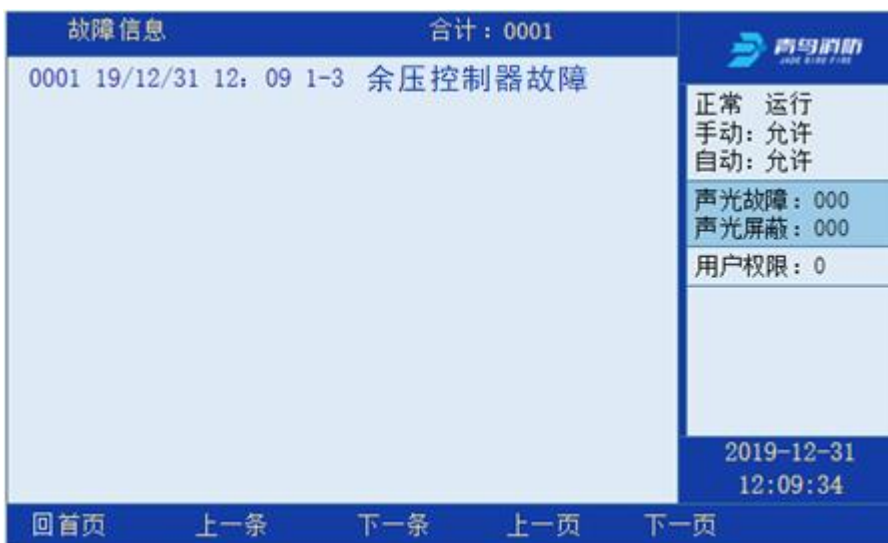 故障信息 合计：0001
0001 19/12/31 12：09 1-3 余压控制器故障
青鸟消防
JADE BIRD FIRE
正常 运行
手动：允许
自动：允许
声光故障：000
声光屏蔽：000
用户权限：0
2019-12-31
12:09:34
回首页 上一条 下一条 上一页 下一页